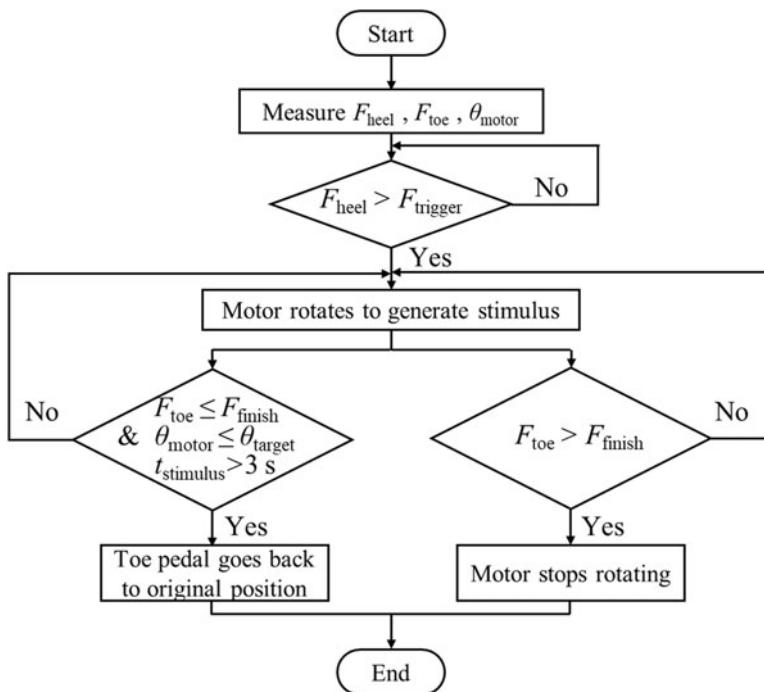 Start
Measure F_heel , F_toe , θ_motor
F_heel > F_trigger
No
Yes
Motor rotates to generate stimulus
No
F_toe ≤ F_finish
& θ_motor ≤ θ_target
t_stimulus>3 s
F_toe > F_finish
No
Yes
Yes
Toe pedal goes back
to original position
Motor stops rotating
End